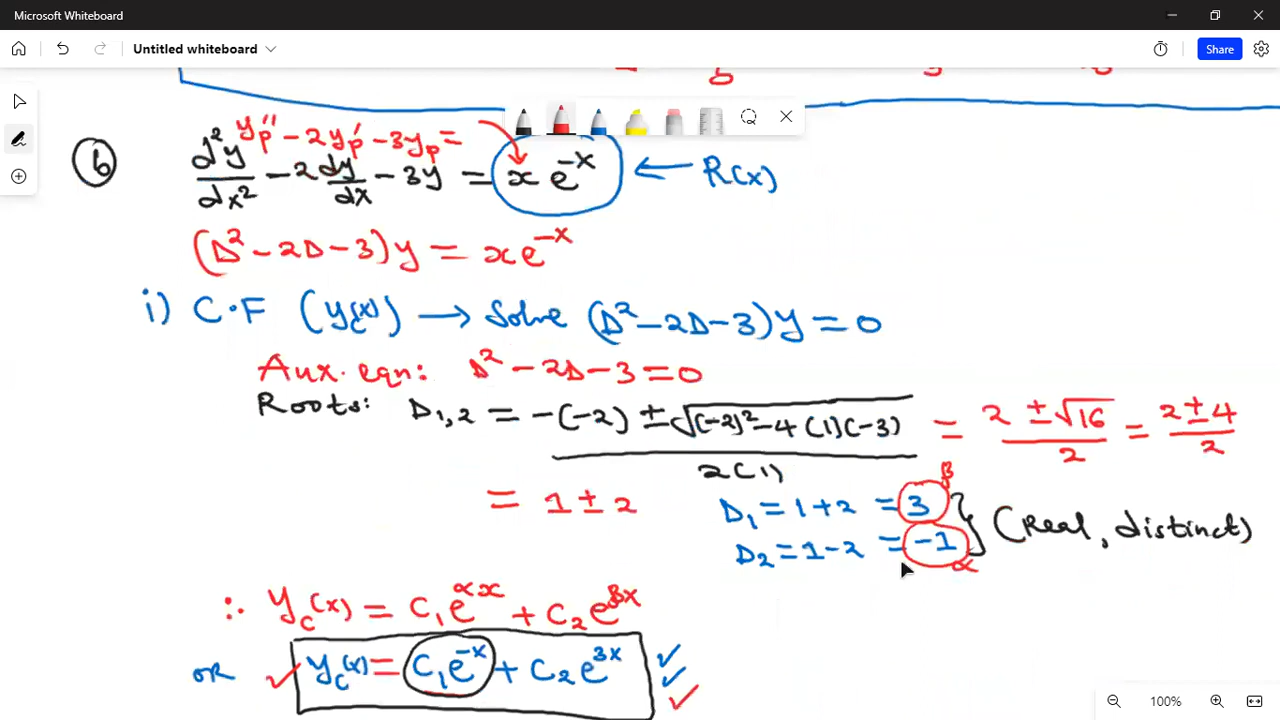 Microsoft Whiteboard
Untitled whiteboard
Share
yp'' - 2yp' - 3yp =
⑥ d²y/dx² - 2dy/dx - 3y = x e^-x ← R(x)
(D² - 2D - 3)y = xe^-x
i) C.F (yc(x)) → Solve (D² - 2D - 3)y = 0
Aux. eqn: D² - 2D - 3 = 0
Roots: D1,2 = -(-2) ± √(-2)² - 4(1)(-3) / 2(1) = 2 ± √16 / 2 = 2 ± 4 / 2
= 1 ± 2
D1 = 1 + 2 = 3 β
D2 = 1 - 2 = -1 α } (Real, distinct)
∴ yc(x) = C1e^αx + C2e^βx
OR ✓ yc(x) = C1e^-x + C2e^3x ✓✓✓
100%